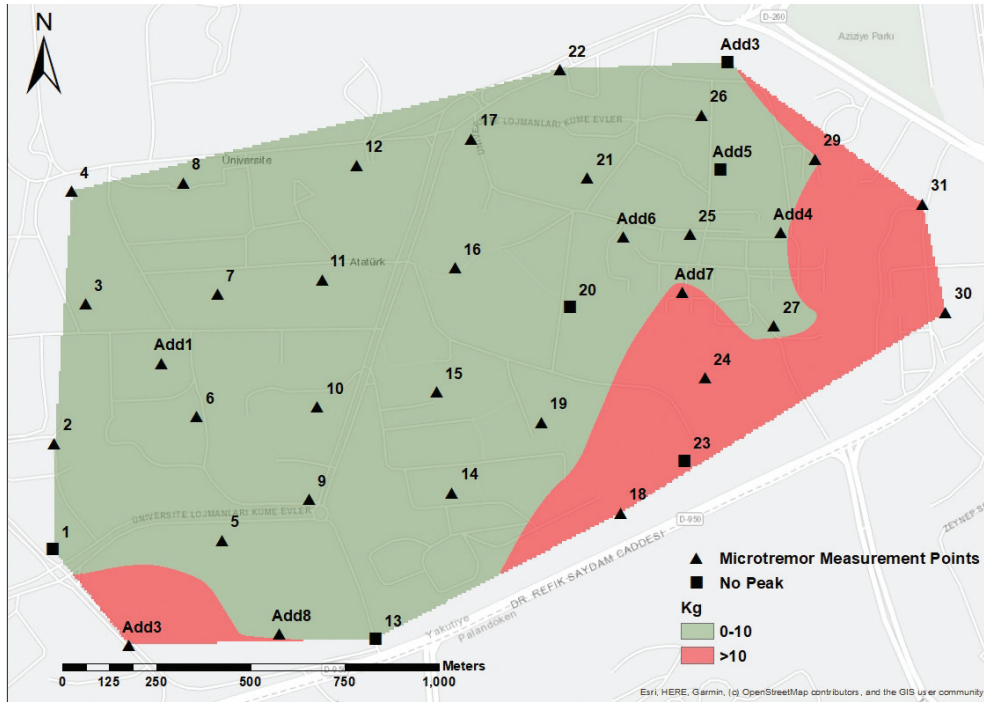 N
D-260
Aziziye Parkı
Add3
22
26
17
ÜNİVERSİTE LOJMANLARI KÜME EVLER
12
29
Üniversite
8
21
Add5
4
31
Add6
25
Add4
16
Atatürk
11
7
Add7
3
20
30
27
Add1
24
15
10
6
19
2
23
14
9
18
ÜNİVERSİTE LOJMANLARI KÜME EVLER
D-950
5
1
DR. REFİK SAYDAM CADDESİ
Microtremor Measurement Points
No Peak
Kg
0-10
>10
Add8
13
Add3
Yakutiye
Palandöken
Meters
0 125 250 500 750 1,000
Esri, HERE, Garmin, (c) OpenStreetMap contributors, and the GIS user community